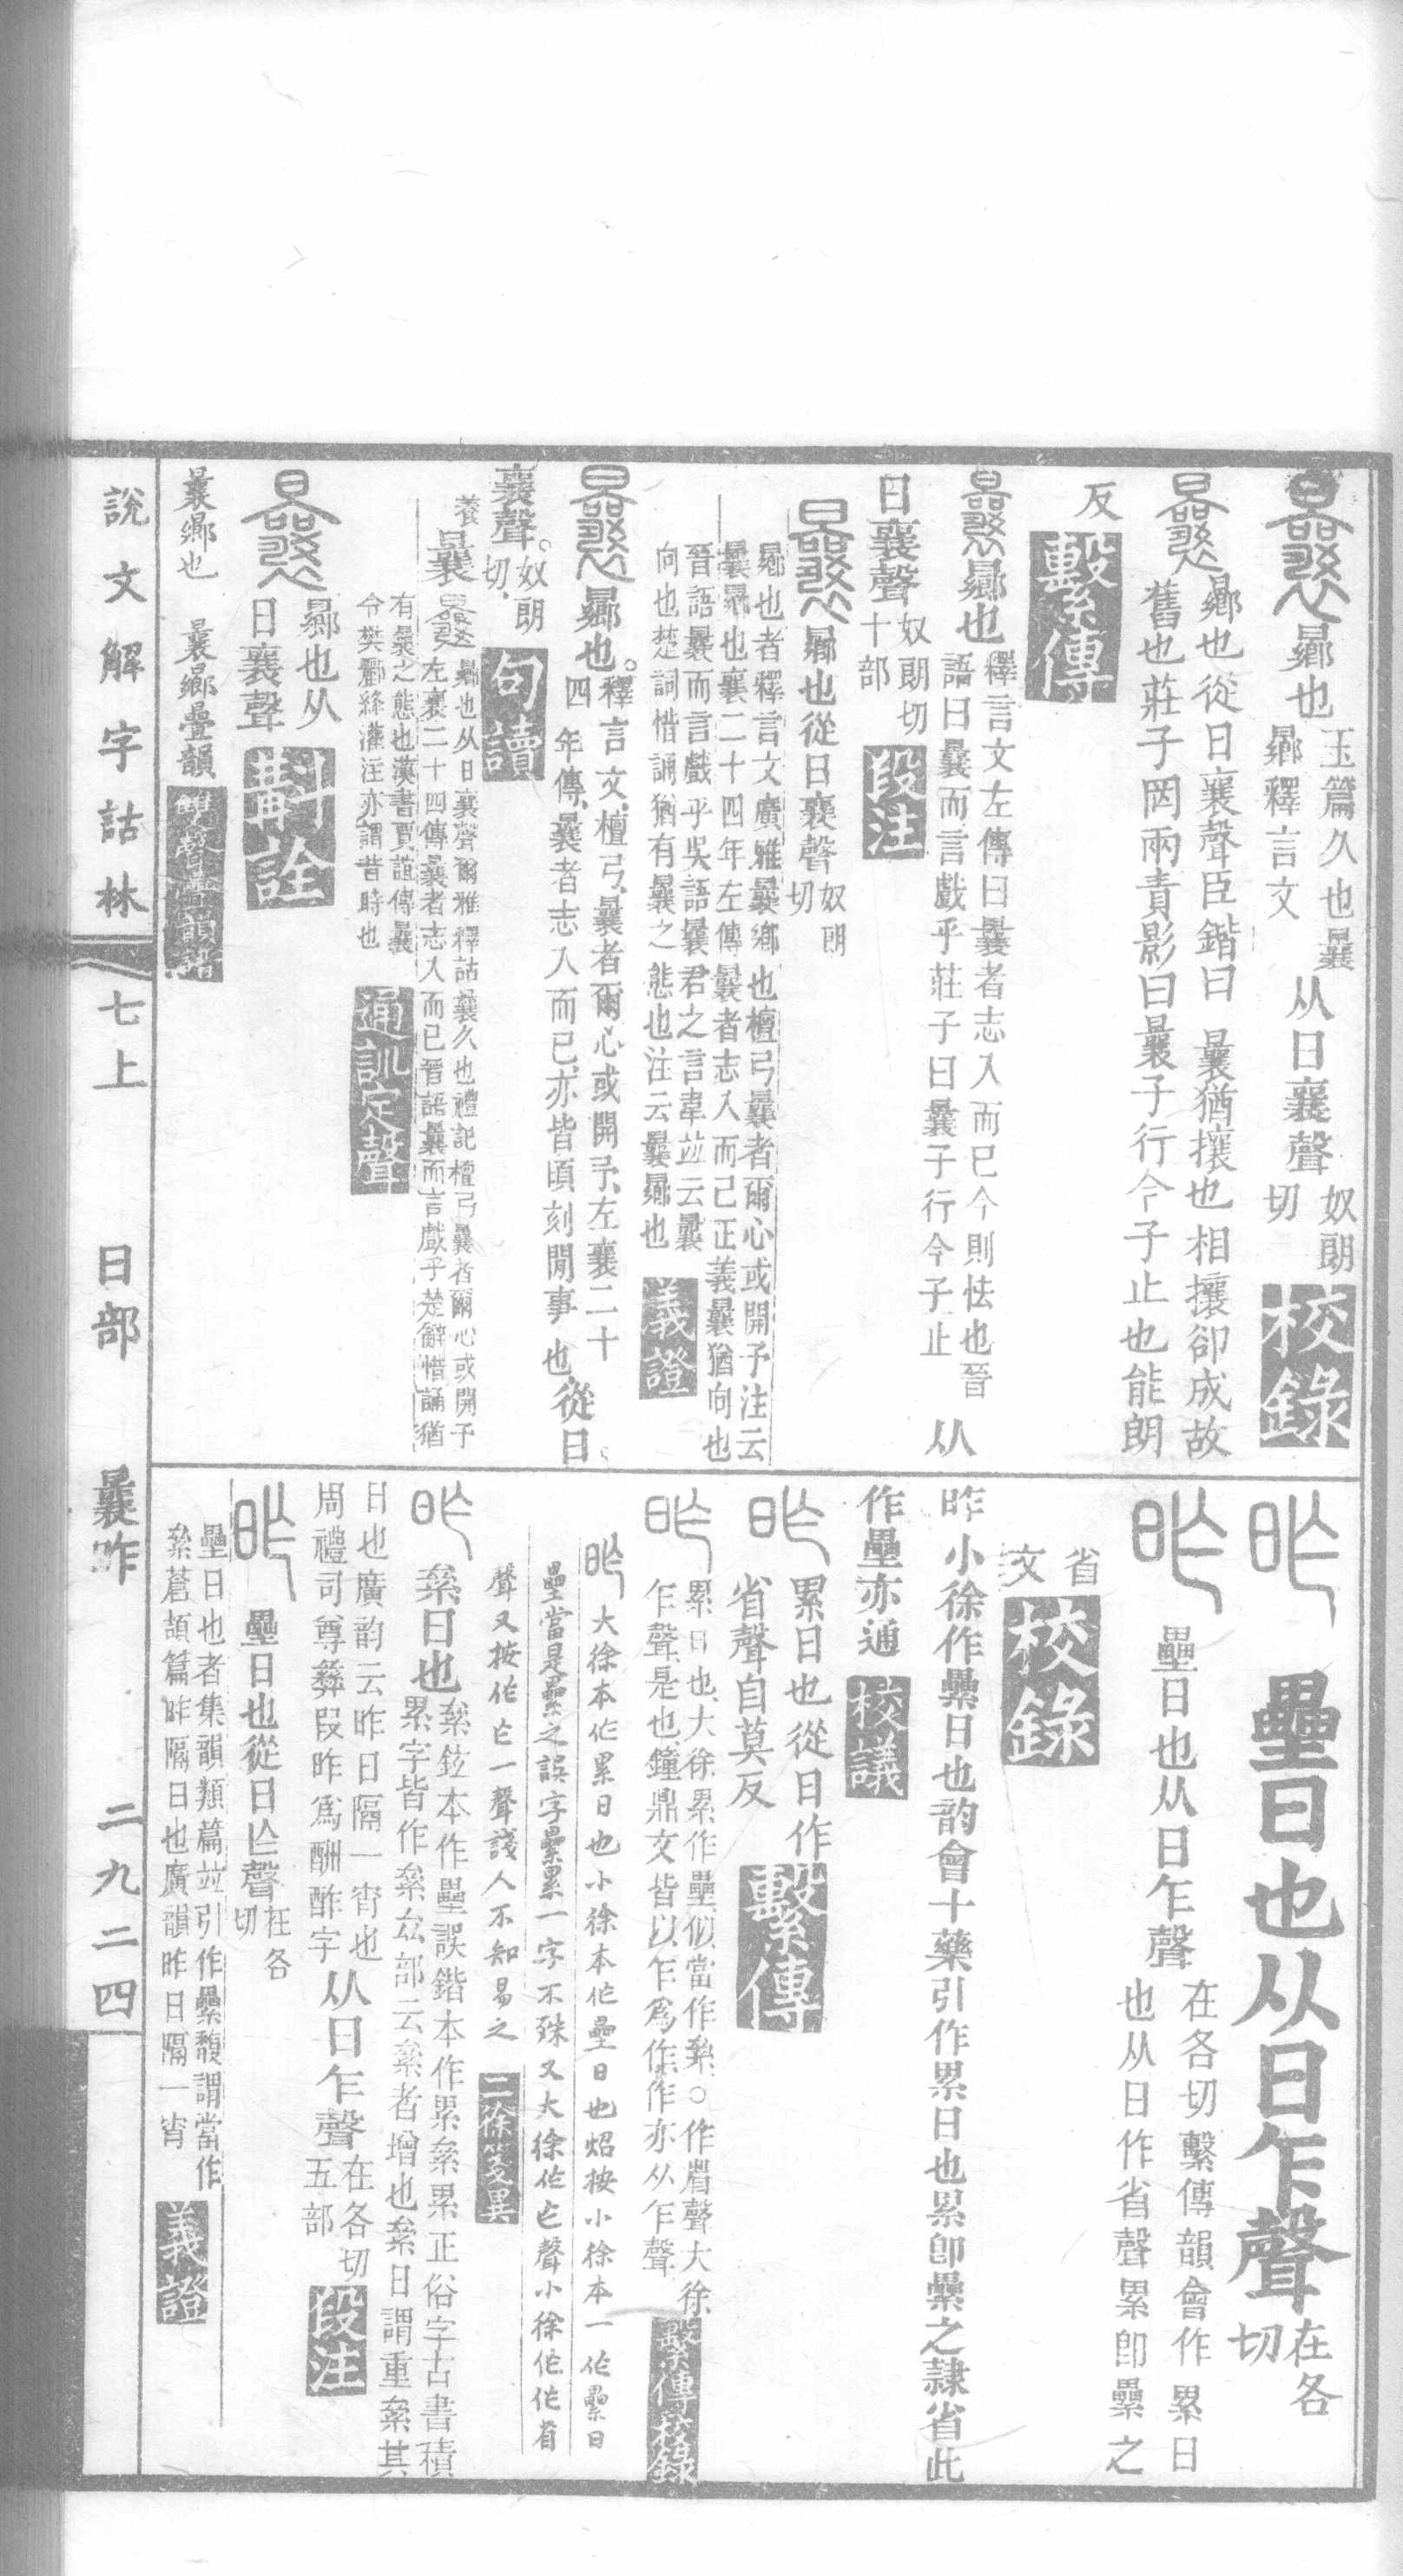 曏也玉篇久也曩
曏釋言文从日襄聲奴朗
切校錄
曏也從日襄聲臣鍇曰曩猶攘也相攘卻成故
舊也莊子罔兩責影曰曩子行今子止也能朗
反繫傳
曏也釋言文左傳曰曩者志入而已今則怯也晉
語曰曩而言戲乎莊子曰曩子行今子止从
日襄聲奴朗切
十部段注
曏也從日襄聲奴朗
切
曏也者釋言文廣雅曩鄉也檀弓曩者爾心或開予注云
曩曏也襄二十四年左傳曩者志入而已正義曩猶向也
晉語曩而言戲乎吳語曩君之言韋竝云曩
向也楚詞惜誦猶有曩之態也注云曩曏也義證
曏也釋言文檀弓曩者爾心或開予左襄二十
四年傳曩者志入而已亦皆頃刻閒事也從日
襄聲奴朗
切句讀
曩曏也从日襄聲爾雅釋詁曩久也禮記檀弓曩者爾心或開予
左襄二十四傳曩者志入而已晉語曩而言戲乎楚辭惜誦猶
有曩之態也漢書賈誼傳曩
令樊酈絳灌注亦謂昔時也通訓定聲
曏也从
日襄聲斠詮
曩曏也 曩曏疊韻雙聲疊韻譜
壘日也从日乍聲在各
切
壘日也从日乍聲在各切繫傳韻會作累日
也从日作省聲累卽纍之
省文校錄
昨小徐作纍日也韵會十藥引作累日也累卽纍之隸省此
作壘亦通校議
累日也從日作
省聲自莫反繫傳
累日也大徐累作壘似當作絫○作省聲大徐
乍聲是也鐘鼎文皆以乍爲作作亦从乍聲繫傳校錄
大徐本作累日也小徐本作壘日也炤按小徐本一作纍日
壘當是纍之誤字纍累一字不殊又大徐作乍聲小徐作作省
聲又按作乍一聲諓人不知易之二徐箋異
絫日也絫鉉本作壘誤鍇本作累絫累正俗字古書積
累字皆作絫厽部云絫者增也絫日謂重絫其
日也廣韵云昨日隔一宵也
周禮司尊彝叚昨爲酬酢字从日乍聲在各切
五部段注
壘日也從日乍聲在各
切
壘日也者集韻類篇竝引作纍馥謂當作
絫蒼頡篇昨隔日也廣韻昨日隔一宵義證
說文解字詁林 七上 日部 曩昨 二九二四